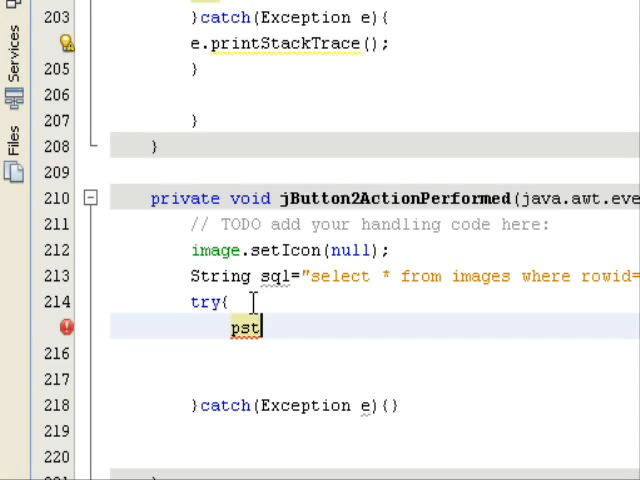 203 }catch(Exception e){
e.printStackTrace();
205 }
206
207 }
208 }
209
210 private void jButton2ActionPerformed(java.awt.eve
211 // TODO add your handling code here:
212 image.setIcon(null);
213 String sql="select * from images where rowid=
214 try{
pst
216
217
218 }catch(Exception e){}
219
220
Services
Files